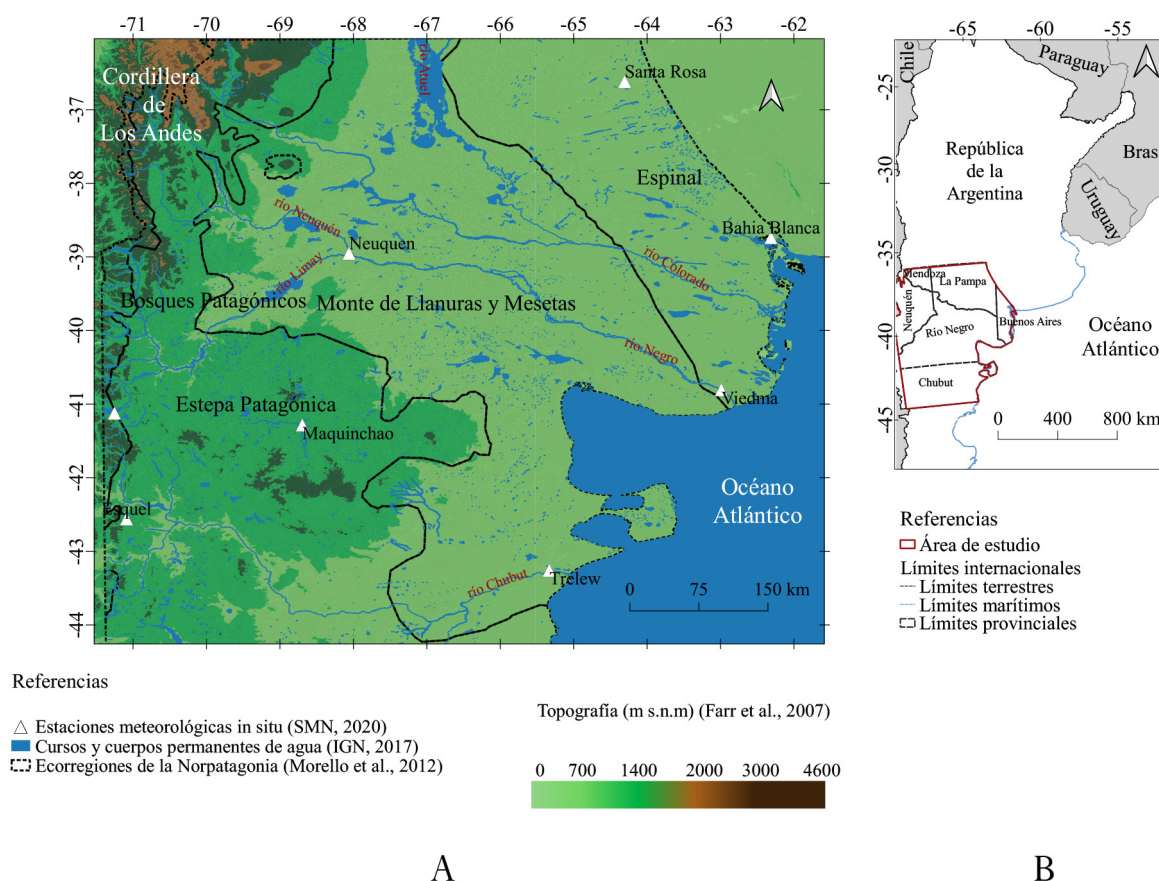 -71 -70 -69 -68 -67 -66 -65 -64 -63 -62
-37
-38
-39
-40
-41
-42
-43
-44
Cordillera
de
Los Andes
río Atuel
Santa Rosa
Espinal
Bahia Blanca
río Neuquén
Neuquen
río Limay
río Colorado
Bosques Patagónicos
Monte de Llanuras y Mesetas
río Negro
Viedma
Estepa Patagónica
Maquinchao
Océano
Atlántico
Esquel
río Chubut
Trelew
0 75 150 km
Referencias
Estaciones meteorológicas in situ (SMN, 2020)
Cursos y cuerpos permanentes de agua (IGN, 2017)
Ecorregiones de la Norpatagonia (Morello et al., 2012)
Topografía (m s.n.m) (Farr et al., 2007)
0 700 1400 2000 3000 4600
A
-65 -60 -55
-25
-30
-35
-40
-45
Chile
Paraguay
Bras
República
de la
Argentina
Uruguay
Mendoza
La Pampa
Neuquén
Buenos Aires
Río Negro
Chubut
Océano
Atlántico
0 400 800 km
Referencias
Área de estudio
Límites internacionales
Límites terrestres
Límites marítimos
Límites provinciales
B